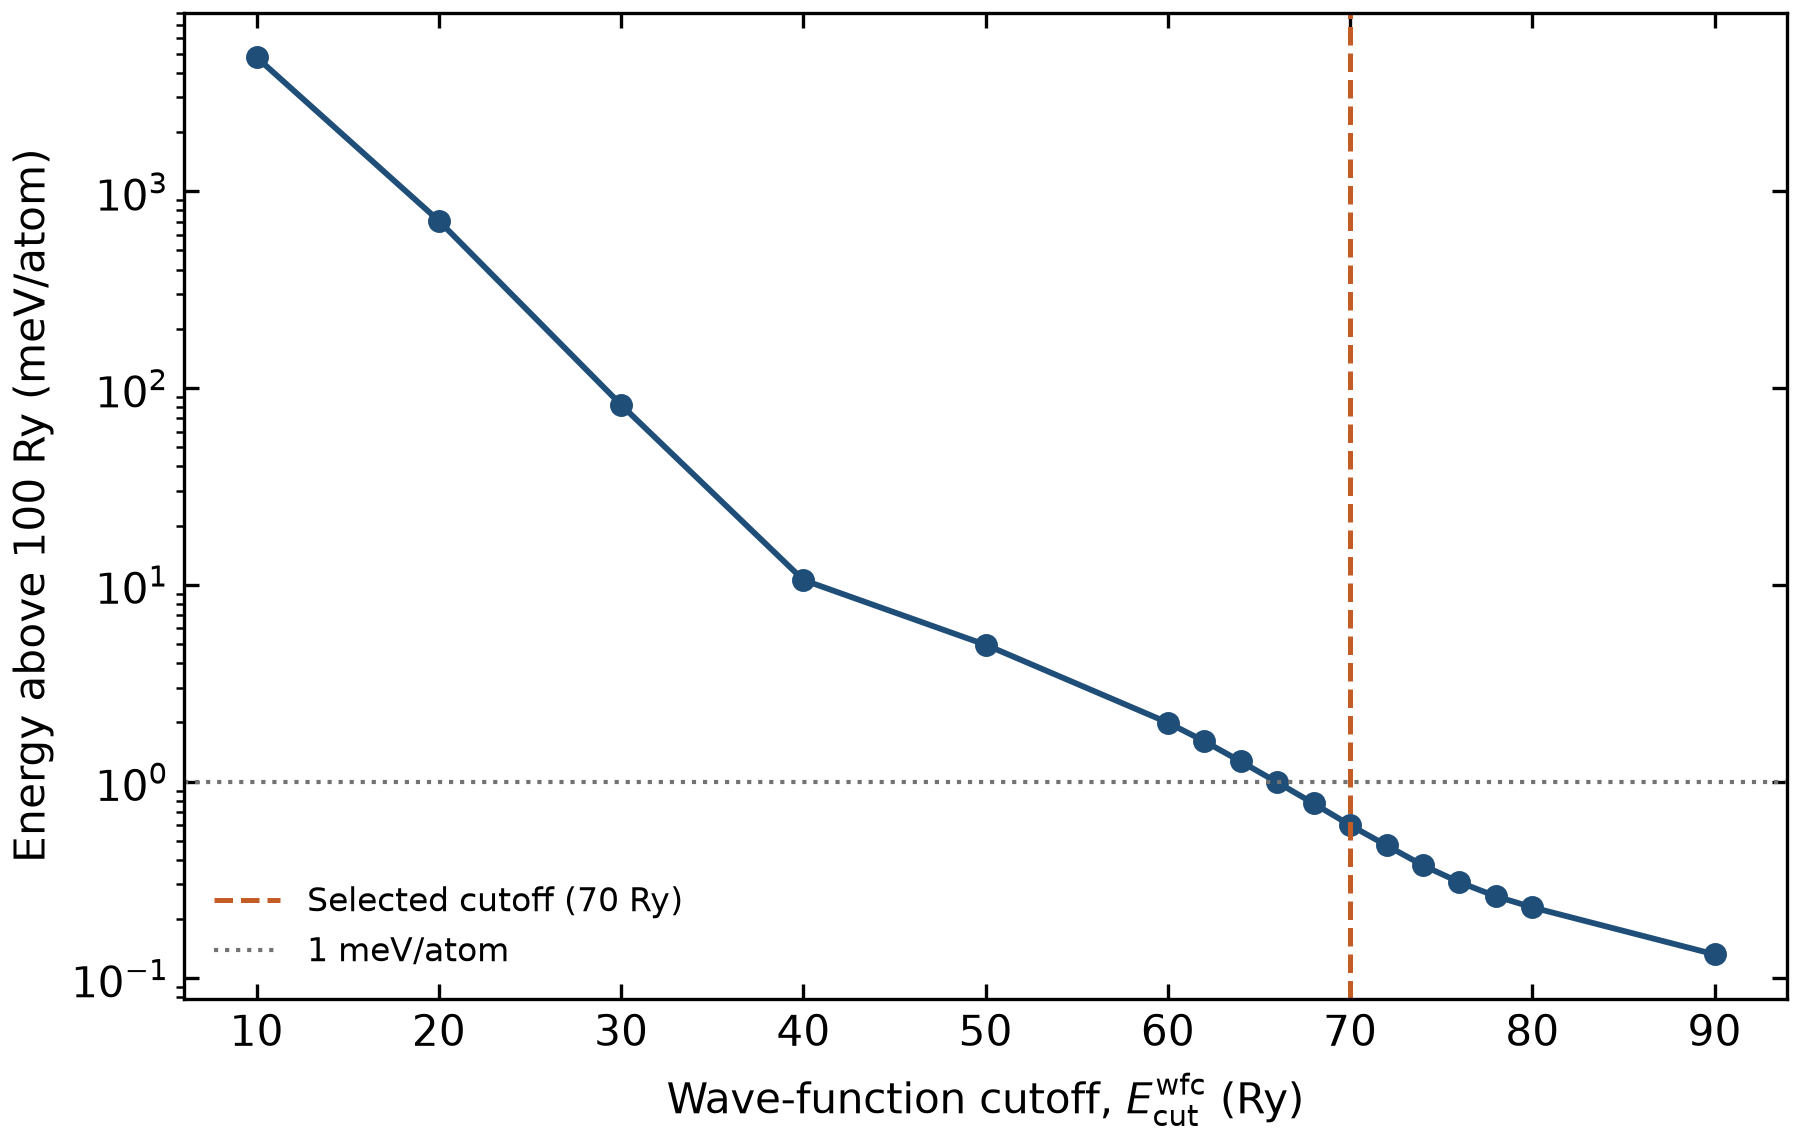 Energy above 100 Ry (meV/atom)
10³
10²
10¹
10⁰
10⁻¹
Selected cutoff (70 Ry)
1 meV/atom
10 20 30 40 50 60 70 80 90
Wave-function cutoff, E_cut^wfc (Ry)